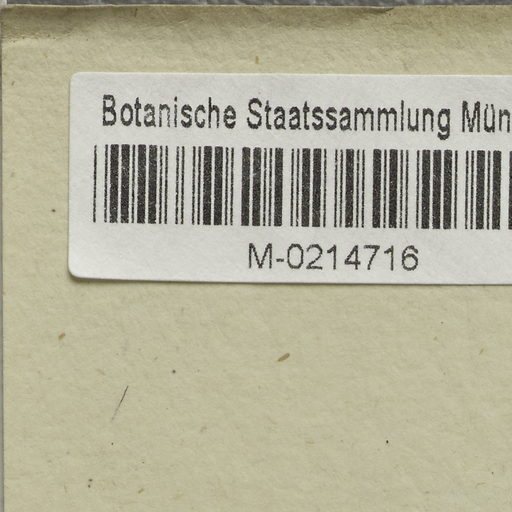 Botanische Staatssammlung Mün
M-0214716